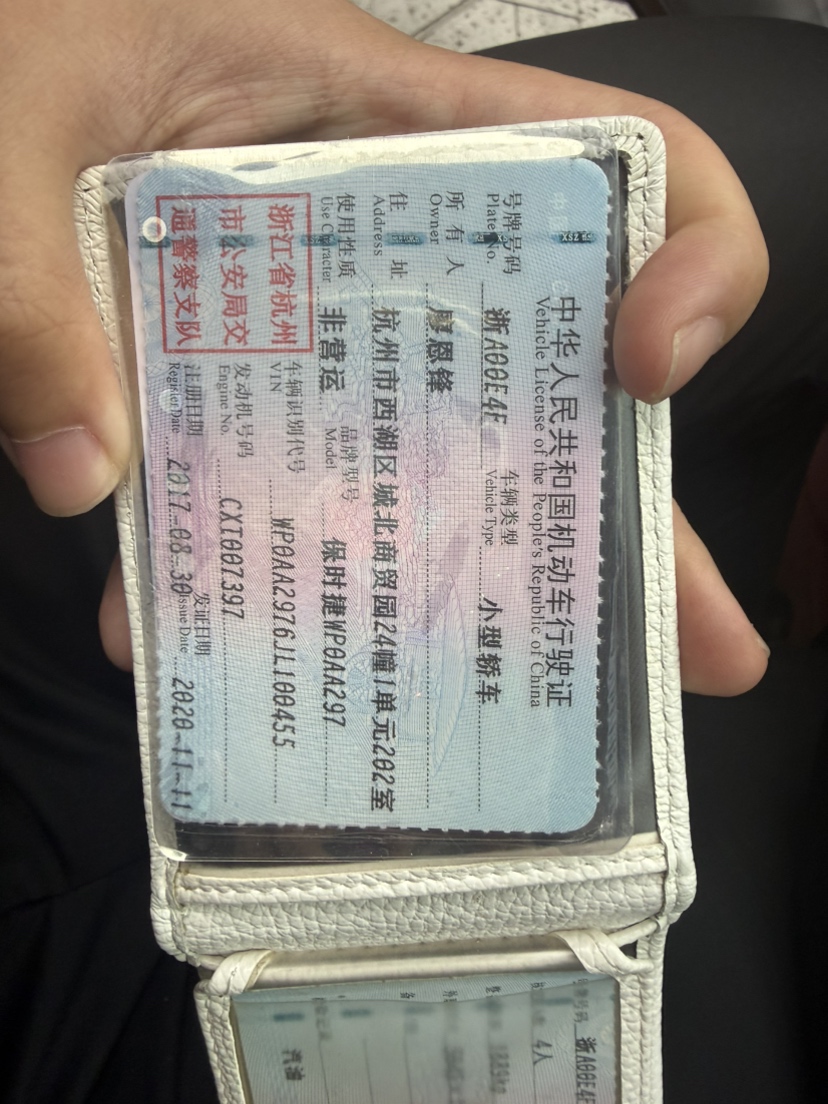 中华人民共和国机动车行驶证
Vehicle License of the People's Republic of China
号牌号码 浙A00E4F 车辆类型 小型轿车
Plate No. Vehicle Type
所有人 廖恩锋
Owner
住址 杭州市西湖区城北商贸园24幢1单元202室
Address
使用性质 非营运 品牌型号 保时捷WP0AA297
Use Character Model
浙江省杭州
市公安局交
通警察支队
车辆识别代号 WP0AA2976JL100455
VIN
发动机号码 CXT007397
Engine No.
注册日期 2017-08-30 发证日期 2020-11-11
Register Date Issue Date
浙A00E4F
4人
汽油